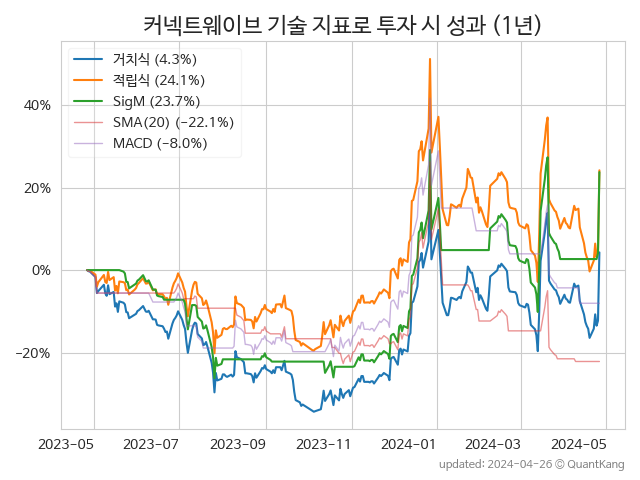 커넥트웨이브 기술 지표로 투자 시 성과 (1년)
거치식 (4.3%)
적립식 (24.1%)
SigM (23.7%)
SMA(20) (−22.1%)
MACD (−8.0%)
40%
20%
0%
−20%
2023-05 2023-07 2023-09 2023-11 2024-01 2024-03 2024-05
updated: 2024-04-26 © QuantKang